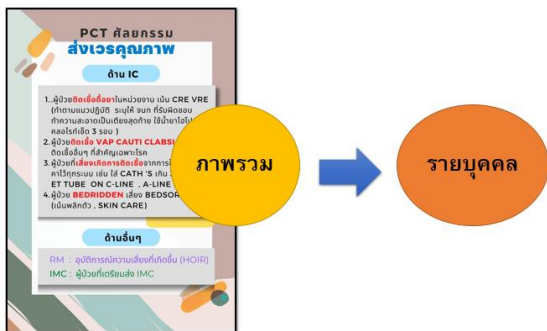 PCT ศัลยกรรม
ส่งเวรคุณภาพ
ด้าน IC
1..ผู้ป่วยติดเชื้อดื้อยาในหน่วยงาน เน้น CRE VRE
(ทำตามแนวปฏิบัติ ระบุให้ จนท ที่รับผิดชอบ
ทำความสะอาดเป็นเตียงสุดท้าย ใช้น้ำยาไฮโป
คลอไรท์เช็ด 3 รอบ )
2.ผู้ป่วยติดเชื้อ VAP CAUTI CLABSI
ติดเชื้ออื่นๆ ที่สำคัญเฉพาะโรค
3.ผู้ป่วยที่เสี่ยงเกิดการติดเชื้อจากการใ
คาไว้ทุกระบบ เช่น ใส่ CATH 'S เกิน
ET TUBE ON C-LINE , A-LINE
4.ผู้ป่วย BEDRIDDEN เสี่ยง BEDSOR
(เน้นพลิกตัว , SKIN CARE)
ภาพรวม
รายบุคคล
ด้านอื่นๆ
RM : อุบัติการณ์ความเสี่ยงที่เกิดขึ้น (HOIR)
IMC : ผู้ป่วยที่เตรียมส่ง IMC